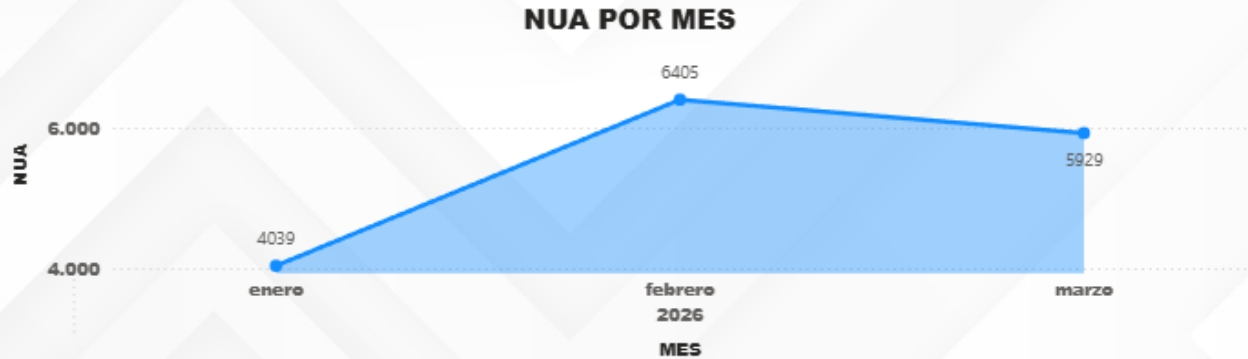 NUA POR MES
6405
6.000
NUA
5929
4039
4.000
enero febrero marzo
2026
MES